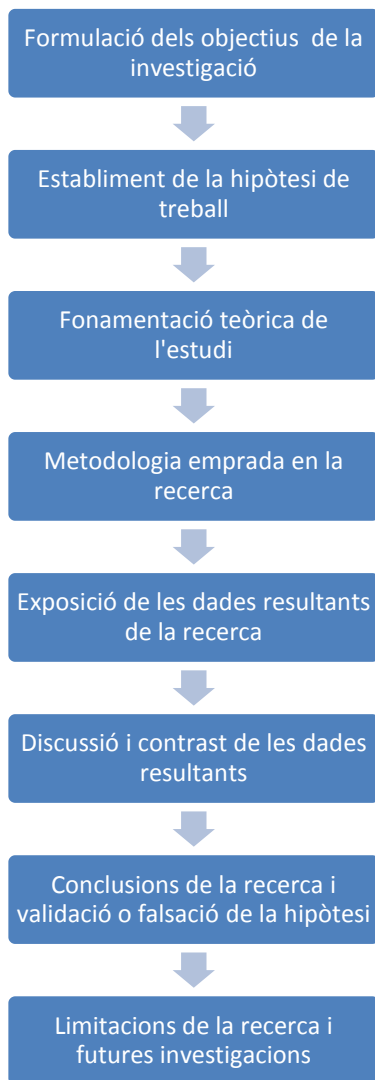 Formulació dels objectius de la
investigació
Establiment de la hipòtesi de
treball
Fonamentació teòrica de
l'estudi
Metodologia emprada en la
recerca
Exposició de les dades resultants
de la recerca
Discussió i contrast de les dades
resultants
Conclusions de la recerca i
validació o falsació de la hipòtesi
Limitacions de la recerca i
futures investigacions